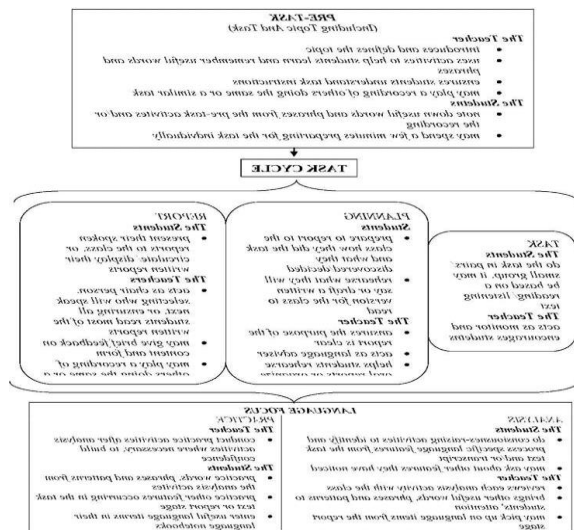 PRE-TASK
(Including Topic And Task)
The Teacher
• introduces and defines the topic
• uses activities to help students learn and remember useful words and
phrases
• ensures students understand task instructions
• may play a recording of others doing the same or a similar task
The Studetns
• note down useful words and phrases from the pre-task activites and/or
the recording
• may spend a few minutes preparing for the task individually
TASK CYCLE
TASK
The Students
do the task in pairs/
small group. it may
be based on a
reading/ listening
text
The Teacher
acts as monitor and
encourages students
PLANNING
Students
• prepare to report to the
class how they did the task
and what they
discovered/decided
• rehearse what they will
say or draft a written
version for the class to
read
The Teacher
• ensures the purpose of the
report is clear
• acts as language adviser
• helps students rehearse
oral reports or organise
REPORT
The Students
• present their spoken
reports to the class, or
circulate/ display their
written reports
The Teachers
• acts as chair person,
selecting who will speak
next, or ensuring all
students read most of the
written reports
• may give brief feedback on
content and form
• may play a recording of
others doing the same or a
LANGUAGE FOCUS
ANALYSIS
The Students
• do consciousness-raising activities to identify and
process specific language features from the task
text and/or transcript
• may ask about other features they have noticed
The Teacher
• reviews each analysis activity with the class
• brings other useful words, phrases and patterns to
students' attention
• may pick up on language items from the report
stage
PRACTICE
The Teacher
• conduct practice activities after analysis
activities where necessary, to build
confidence
The Students
• practice words, phrases and patterns from
the analysis activities
• practice other features occuring in the task
text or report stage
• enter useful language items in their
language notebooks